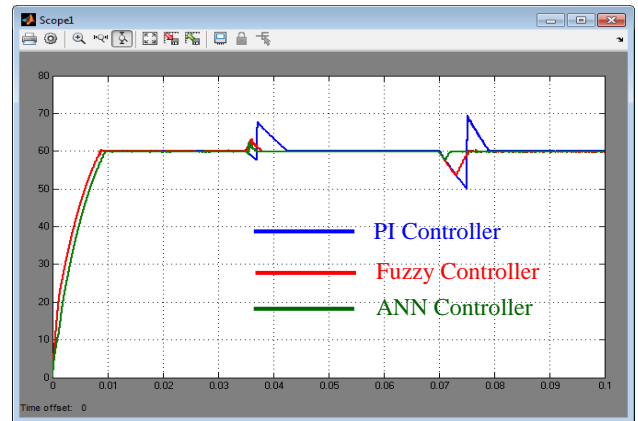 Scope1
80
70
60
50
40
30
20
10
0
PI Controller
Fuzzy Controller
ANN Controller
0 0.01 0.02 0.03 0.04 0.05 0.06 0.07 0.08 0.09 0.1
Time offset: 0